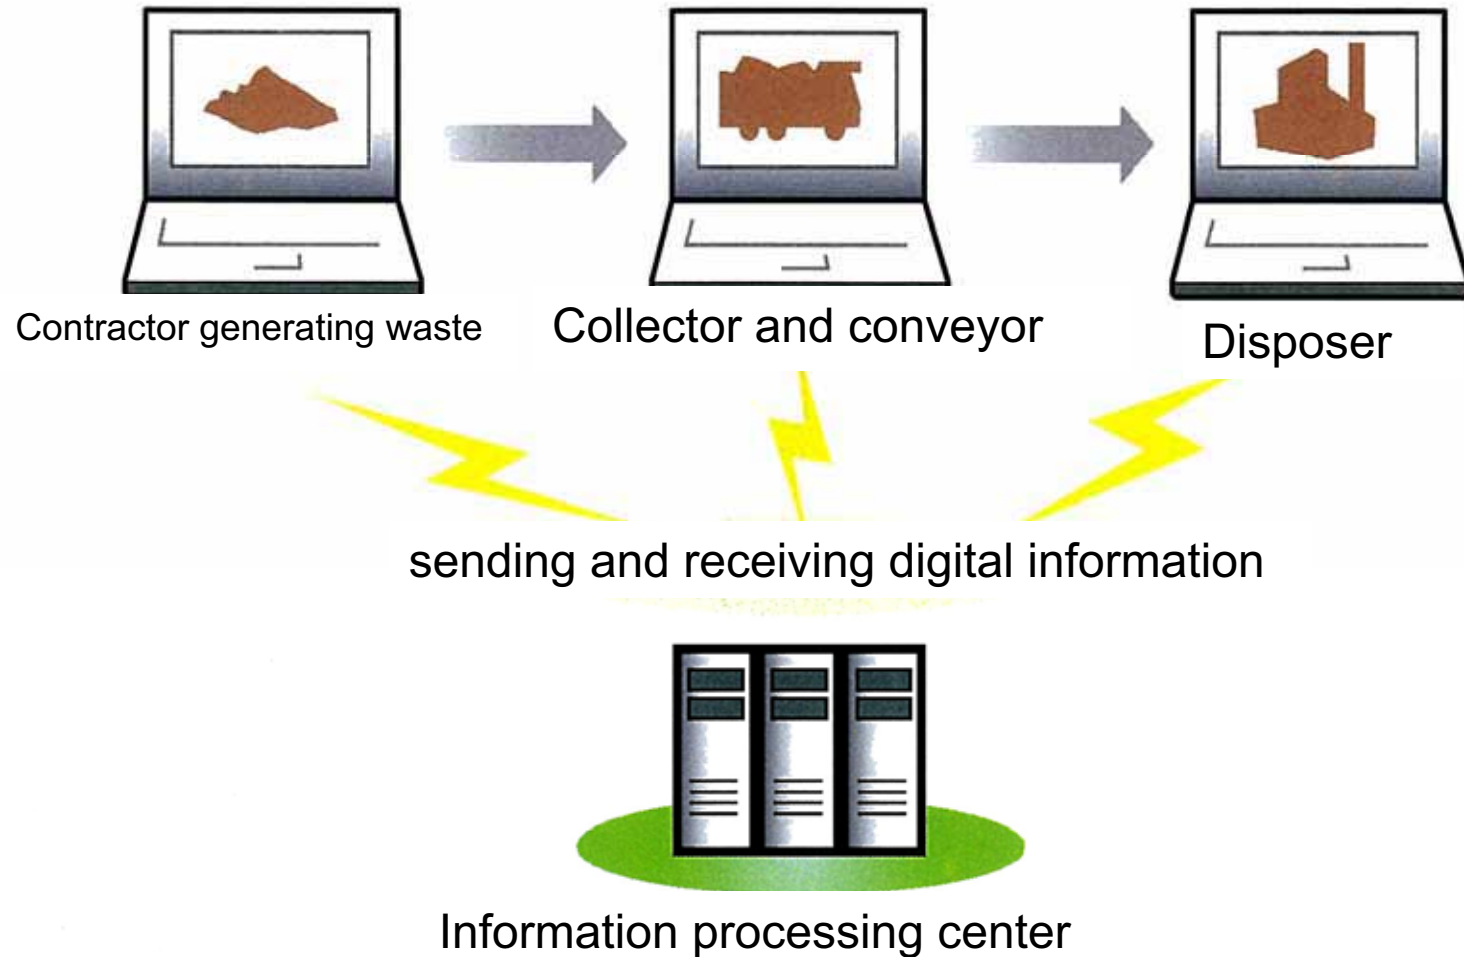 Contractor generating waste
Collector and conveyor
Disposer
sending and receiving digital information
Information processing center